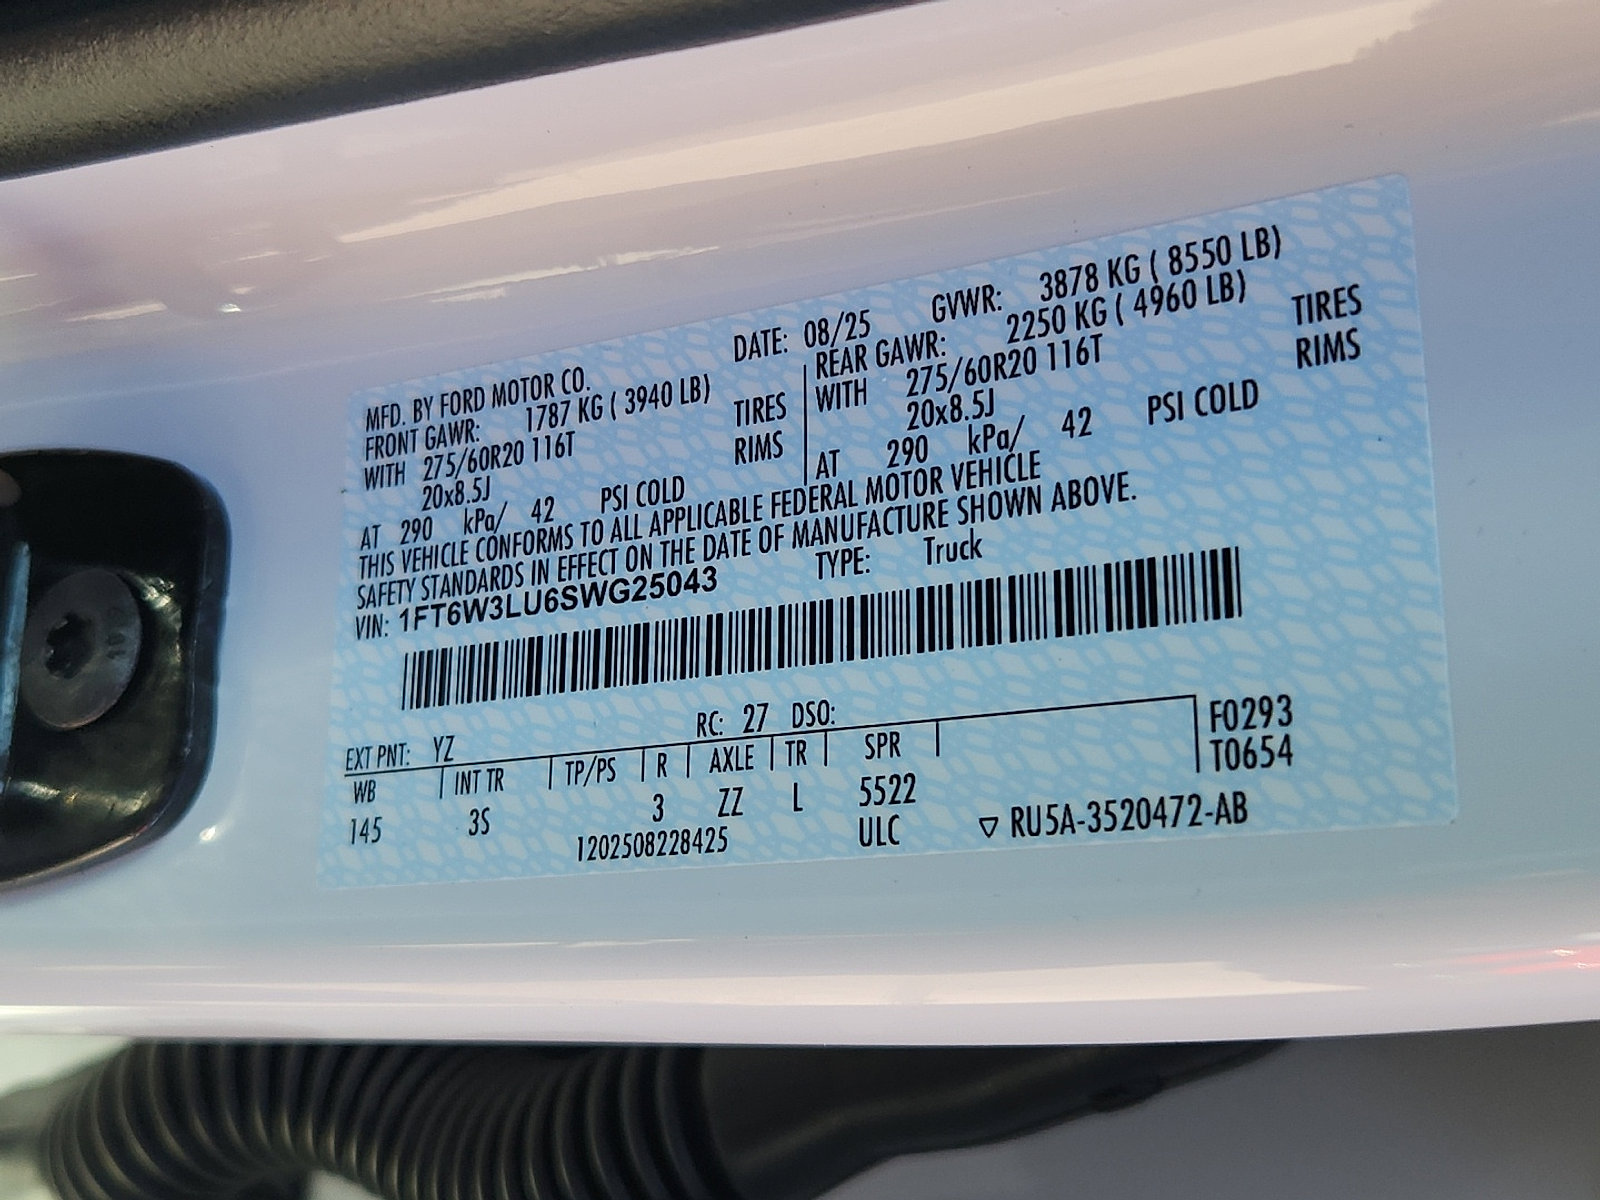 MFD. BY FORD MOTOR CO. DATE: 08/25 GVWR: 3878 KG ( 8550 LB)
FRONT GAWR: 1787 KG ( 3940 LB) REAR GAWR: 2250 KG ( 4960 LB)
WITH 275/60R20 116T TIRES WITH 275/60R20 116T TIRES
20x8.5J RIMS 20x8.5J RIMS
AT 290 kPa/ 42 PSI COLD AT 290 kPa/ 42 PSI COLD
THIS VEHICLE CONFORMS TO ALL APPLICABLE FEDERAL MOTOR VEHICLE
SAFETY STANDARDS IN EFFECT ON THE DATE OF MANUFACTURE SHOWN ABOVE.
VIN: 1FT6W3LU6SWG25043 TYPE: Truck
EXT PNT: YZ RC: 27 DSO: F0293
WB INT TR TP/PS R AXLE TR SPR T0654
145 3S 3 ZZ L 5522
1202508228425 ULC ▽ RU5A-3520472-AB